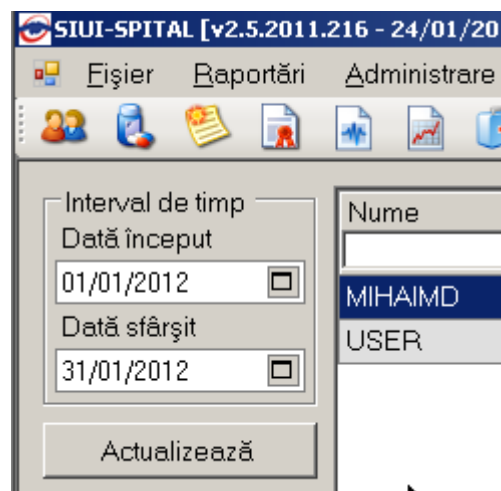 SIUI-SPITAL [v2.5.2011.216 - 24/01/20
Fişier Raportări Administrare
Interval de timp
Dată început
01/01/2012
Dată sfârşit
31/01/2012
Actualizează
Nume
MIHAIMD
USER